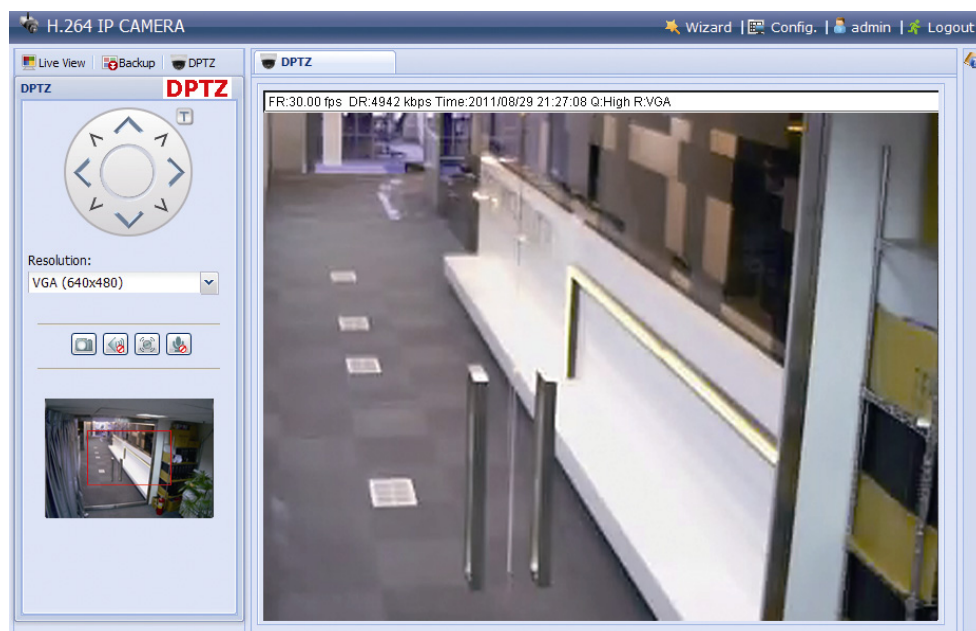 H.264 IP CAMERA
Wizard | Config. | admin | Logout
Live View Backup DPTZ
DPTZ
DPTZ DPTZ
T
FR:30.00 fps DR:4942 kbps Time:2011/08/29 21:27:08 Q:High R:VGA
Resolution:
VGA (640x480)